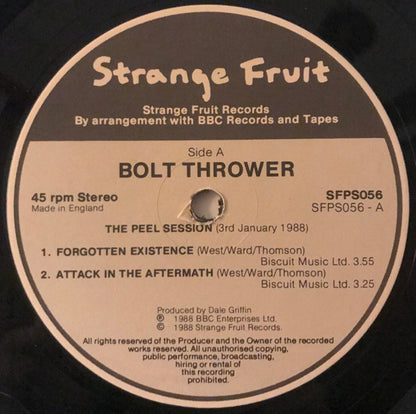 Strange Fruit
Strange Fruit Records
By arrangement with BBC Records and Tapes
Side A
BOLT THROWER
45 rpm Stereo
Made in England
SFPS056
SFPS056 - A
THE PEEL SESSION (3rd January 1988)
1. FORGOTTEN EXISTENCE (West/Ward/Thomson)
Biscuit Music Ltd. 3.55
2. ATTACK IN THE AFTERMATH (West/Ward/Thomson)
Biscuit Music Ltd. 3.25
Produced by Dale Griffin
℗ 1988 BBC Enterprises Ltd.
© 1988 Strange Fruit Records.
All rights reserved of the Producer and the Owner of the recorded
works reserved. All unauthorised copying,
public performance, broadcasting,
hiring or rental of
this recording
prohibited.